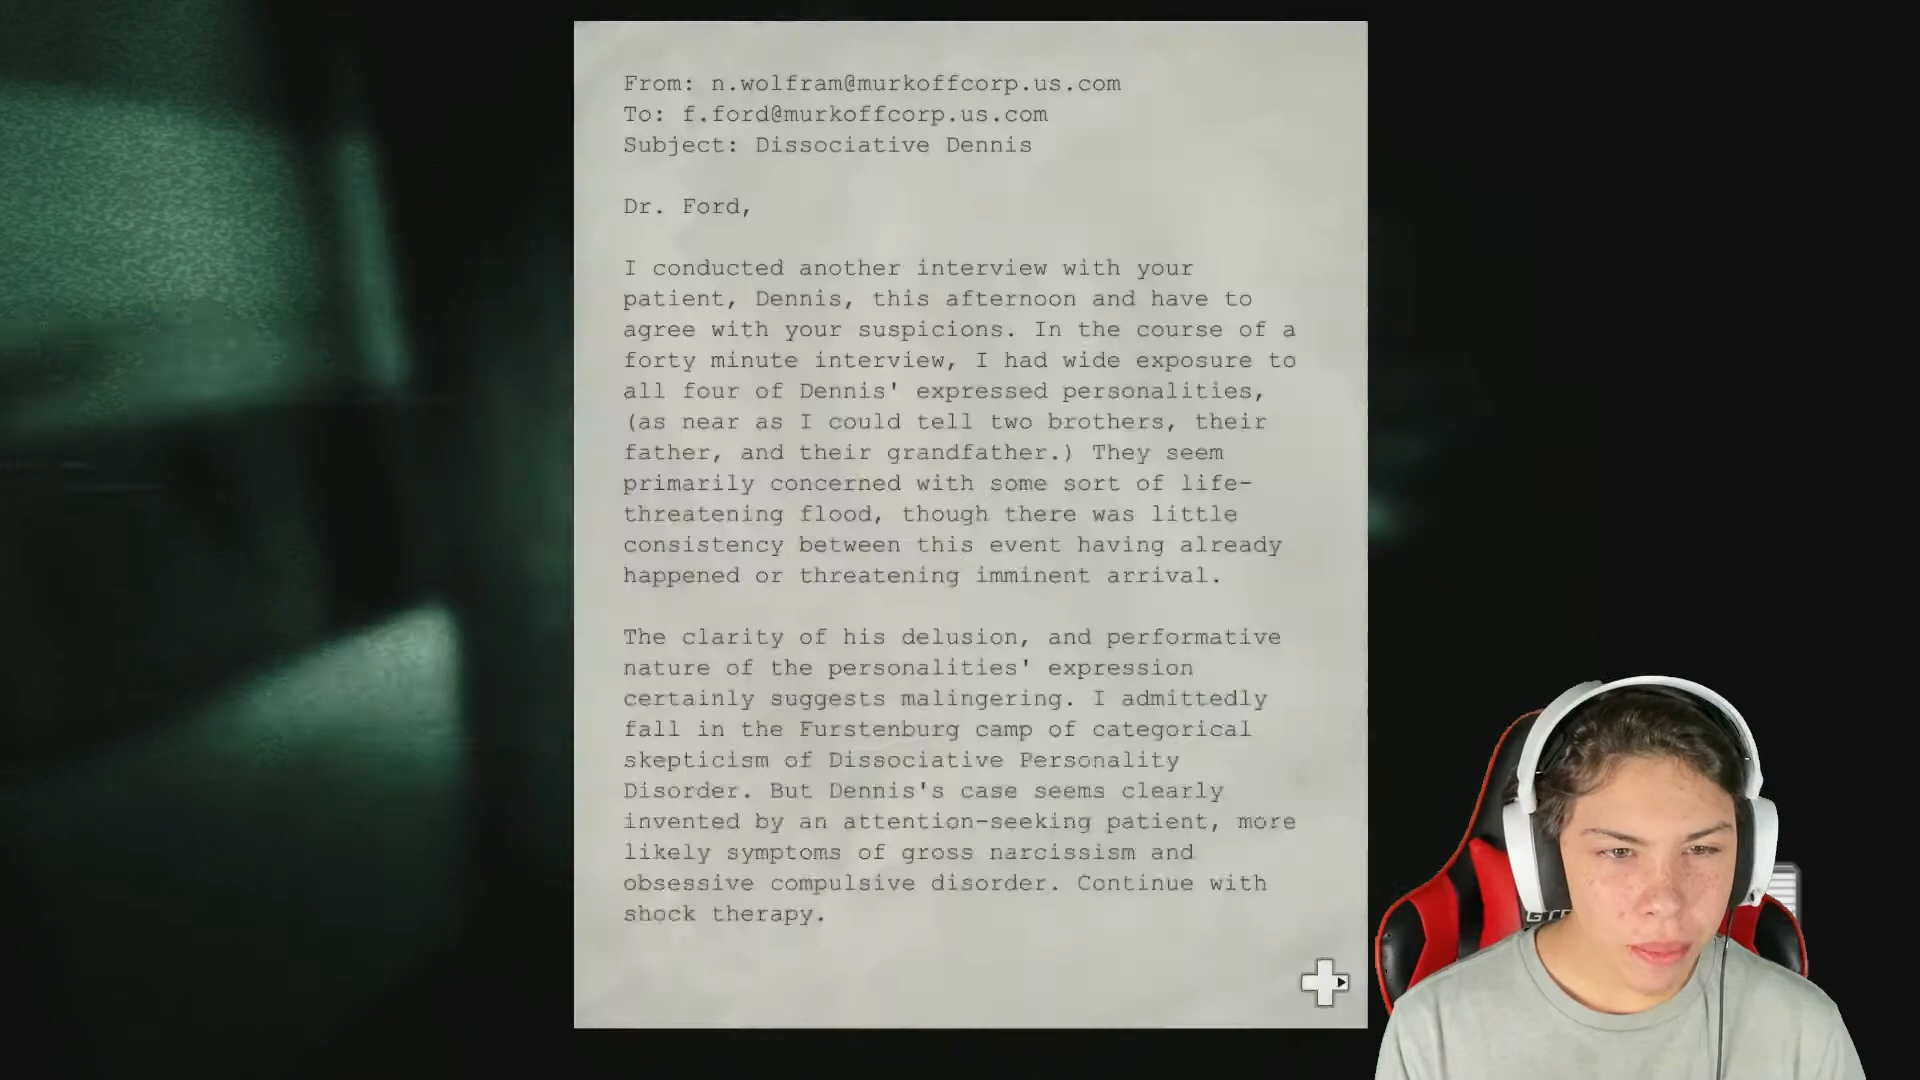 From: n.wolfram@murkoffcorp.us.com
To: f.ford@murkoffcorp.us.com
Subject: Dissociative Dennis
Dr. Ford,
I conducted another interview with your
patient, Dennis, this afternoon and have to
agree with your suspicions. In the course of a
forty minute interview, I had wide exposure to
all four of Dennis' expressed personalities,
(as near as I could tell two brothers, their
father, and their grandfather.) They seem
primarily concerned with some sort of life-
threatening flood, though there was little
consistency between this event having already
happened or threatening imminent arrival.
The clarity of his delusion, and performative
nature of the personalities' expression
certainly suggests malingering. I admittedly
fall in the Furstenburg camp of categorical
skepticism of Dissociative Personality
Disorder. But Dennis's case seems clearly
invented by an attention-seeking patient, more
likely symptoms of gross narcissism and
obsessive compulsive disorder. Continue with
shock therapy.